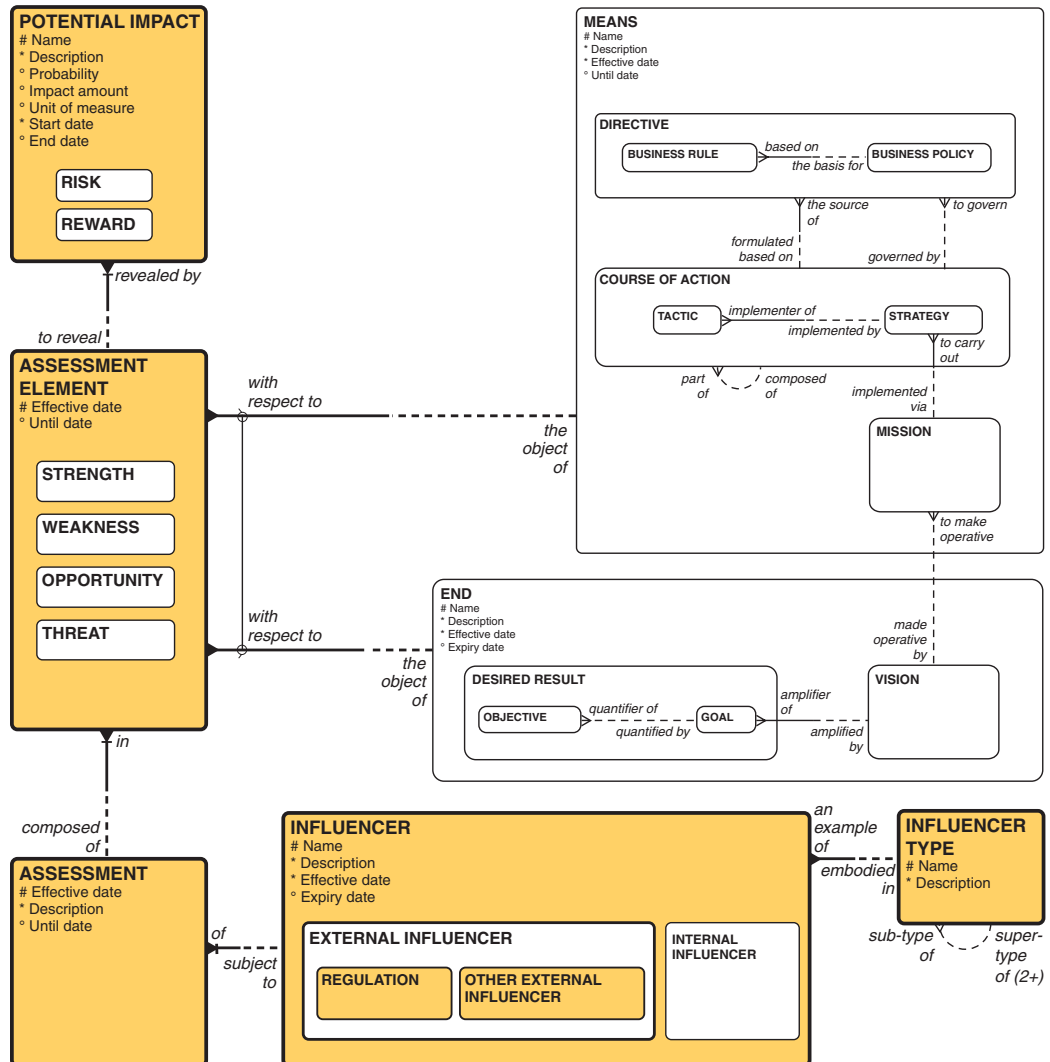 POTENTIAL IMPACT
# Name
* Description
° Probability
° Impact amount
° Unit of measure
* Start date
° End date
RISK
REWARD
revealed by
to reveal
ASSESSMENT
ELEMENT
# Effective date
° Until date
STRENGTH
WEAKNESS
OPPORTUNITY
THREAT
with
respect to
the
object
of
with
respect to
the
object
of
in
composed
of
ASSESSMENT
# Effective date
* Description
° Until date
of
subject
to
MEANS
# Name
* Description
* Effective date
° Until date
DIRECTIVE
BUSINESS RULE
based on
the basis for
BUSINESS POLICY
the source
of
to govern
formulated
based on
governed by
COURSE OF ACTION
TACTIC
implementer of
implemented by
STRATEGY
to carry
out
part
of
composed
of
implemented
via
MISSION
to make
operative
END
# Name
* Description
* Effective date
° Expiry date
made
operative
by
DESIRED RESULT
OBJECTIVE
quantifier of
quantified by
GOAL
amplifier
of
amplified
by
VISION
INFLUENCER
# Name
* Description
* Effective date
° Expiry date
EXTERNAL INFLUENCER
REGULATION
OTHER EXTERNAL
INFLUENCER
INTERNAL
INFLUENCER
an
example
of
embodied
in
INFLUENCER
TYPE
# Name
* Description
sub-type
of
super-
type
of (2+)